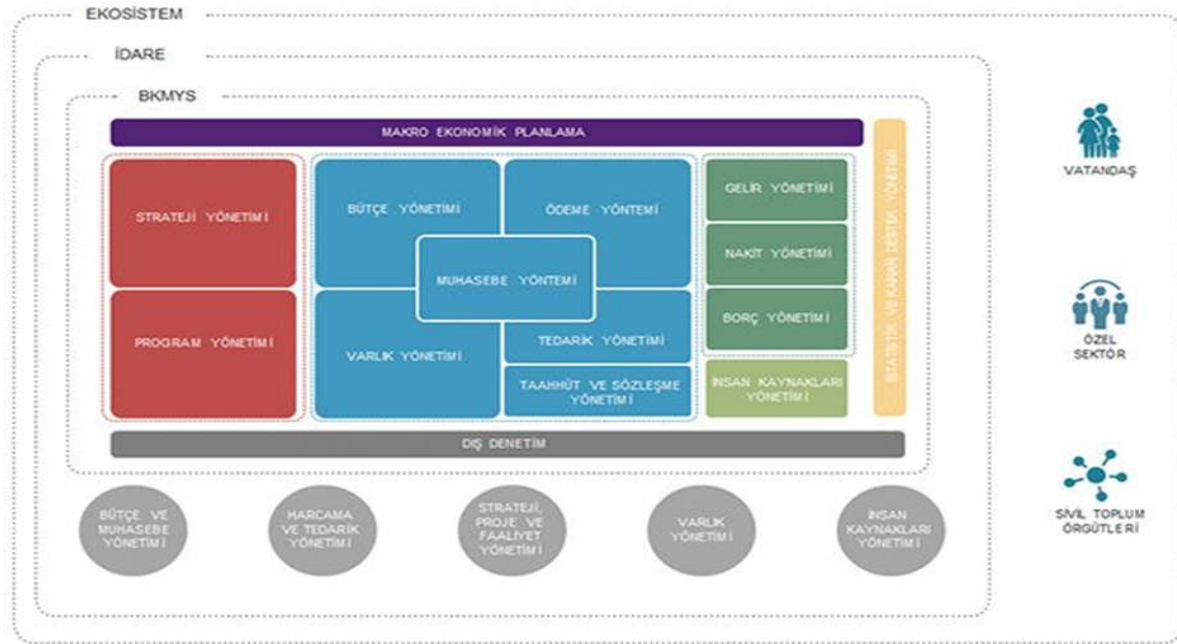 EKOSİSTEM
İDARE
BKMYS
MAKRO EKONOMİK PLANLAMA
STRATEJİ YÖNETİMİ
PROGRAM YÖNETİMİ
BÜTÇE YÖNETİMİ
ÖDEME YÖNTEMİ
MUHASEBE YÖNTEMİ
VARLIK YÖNETİMİ
TEDARİK YÖNETİMİ
TAAHHÜT VE SÖZLEŞME
YÖNETİMİ
GELİR YÖNETİMİ
NAKİT YÖNETİMİ
BORÇ YÖNETİMİ
İNSAN KAYNAKLARI
YÖNETİMİ
İSTATİSTİK VE KARAR DESTEK YÖNETİMİ
DIŞ DENETİM
BÜTÇE VE
MUHASEBE
YÖNETİMİ
HARCAMA
VE TEDARİK
YÖNETİMİ
STRATEJİ,
PROJE VE
FAALİYET
YÖNETİMİ
VARLIK
YÖNETİMİ
İNSAN
KAYNAKLARI
YÖNETİMİ
VATANDAŞ
ÖZEL
SEKTÖR
SİVİL TOPLUM
ÖRGÜTLERİ